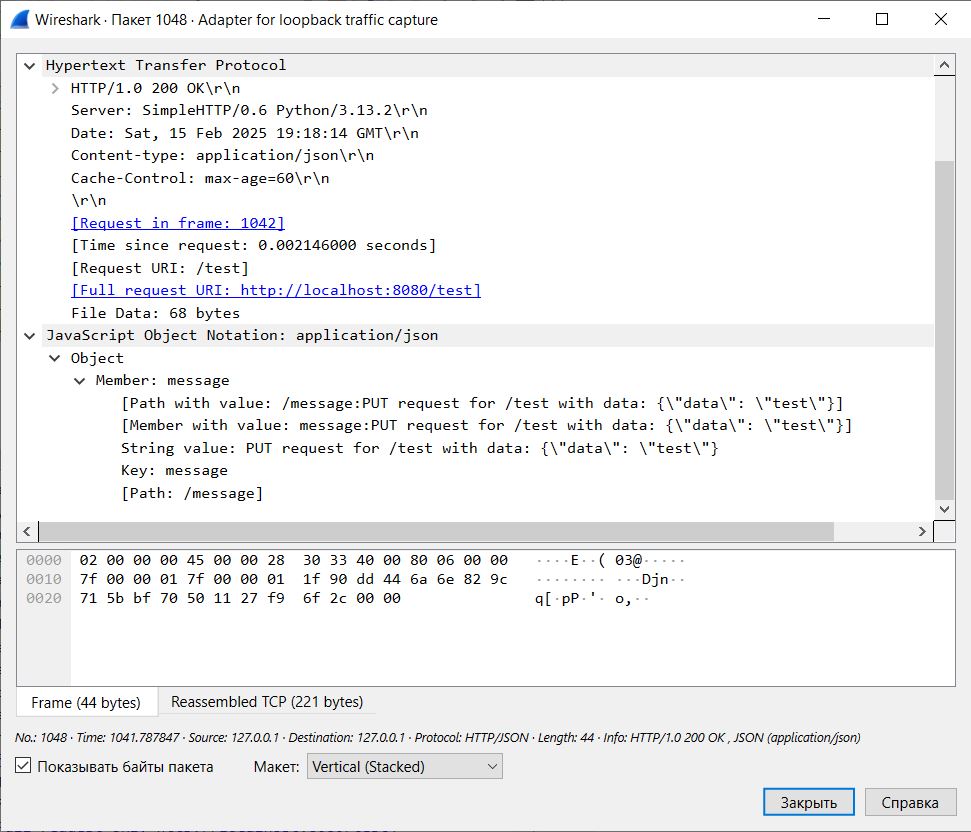 Wireshark · Пакет 1048 · Adapter for loopback traffic capture
Hypertext Transfer Protocol
HTTP/1.0 200 OK\r\n
Server: SimpleHTTP/0.6 Python/3.13.2\r\n
Date: Sat, 15 Feb 2025 19:18:14 GMT\r\n
Content-type: application/json\r\n
Cache-Control: max-age=60\r\n
\r\n
[Request in frame: 1042]
[Time since request: 0.002146000 seconds]
[Request URI: /test]
[Full request URI: http://localhost:8080/test]
File Data: 68 bytes
JavaScript Object Notation: application/json
Object
Member: message
[Path with value: /message:PUT request for /test with data: {\"data\": \"test\"}]
[Member with value: message:PUT request for /test with data: {\"data\": \"test\"}]
String value: PUT request for /test with data: {\"data\": \"test\"}
Key: message
[Path: /message]
0000 02 00 00 00 45 00 00 28 30 33 40 00 80 06 00 00 ····E··( 03@·····
0010 7f 00 00 01 7f 00 00 01 1f 90 dd 44 6a 6e 82 9c ········ ···Djn··
0020 71 5b bf 70 50 11 27 f9 6f 2c 00 00 q[·pP·'· o,··
Frame (44 bytes) Reassembled TCP (221 bytes)
No.: 1048 · Time: 1041.787847 · Source: 127.0.0.1 · Destination: 127.0.0.1 · Protocol: HTTP/JSON · Length: 44 · Info: HTTP/1.0 200 OK , JSON (application/json)
Показывать байты пакета Макет: Vertical (Stacked)
Закрыть Справка